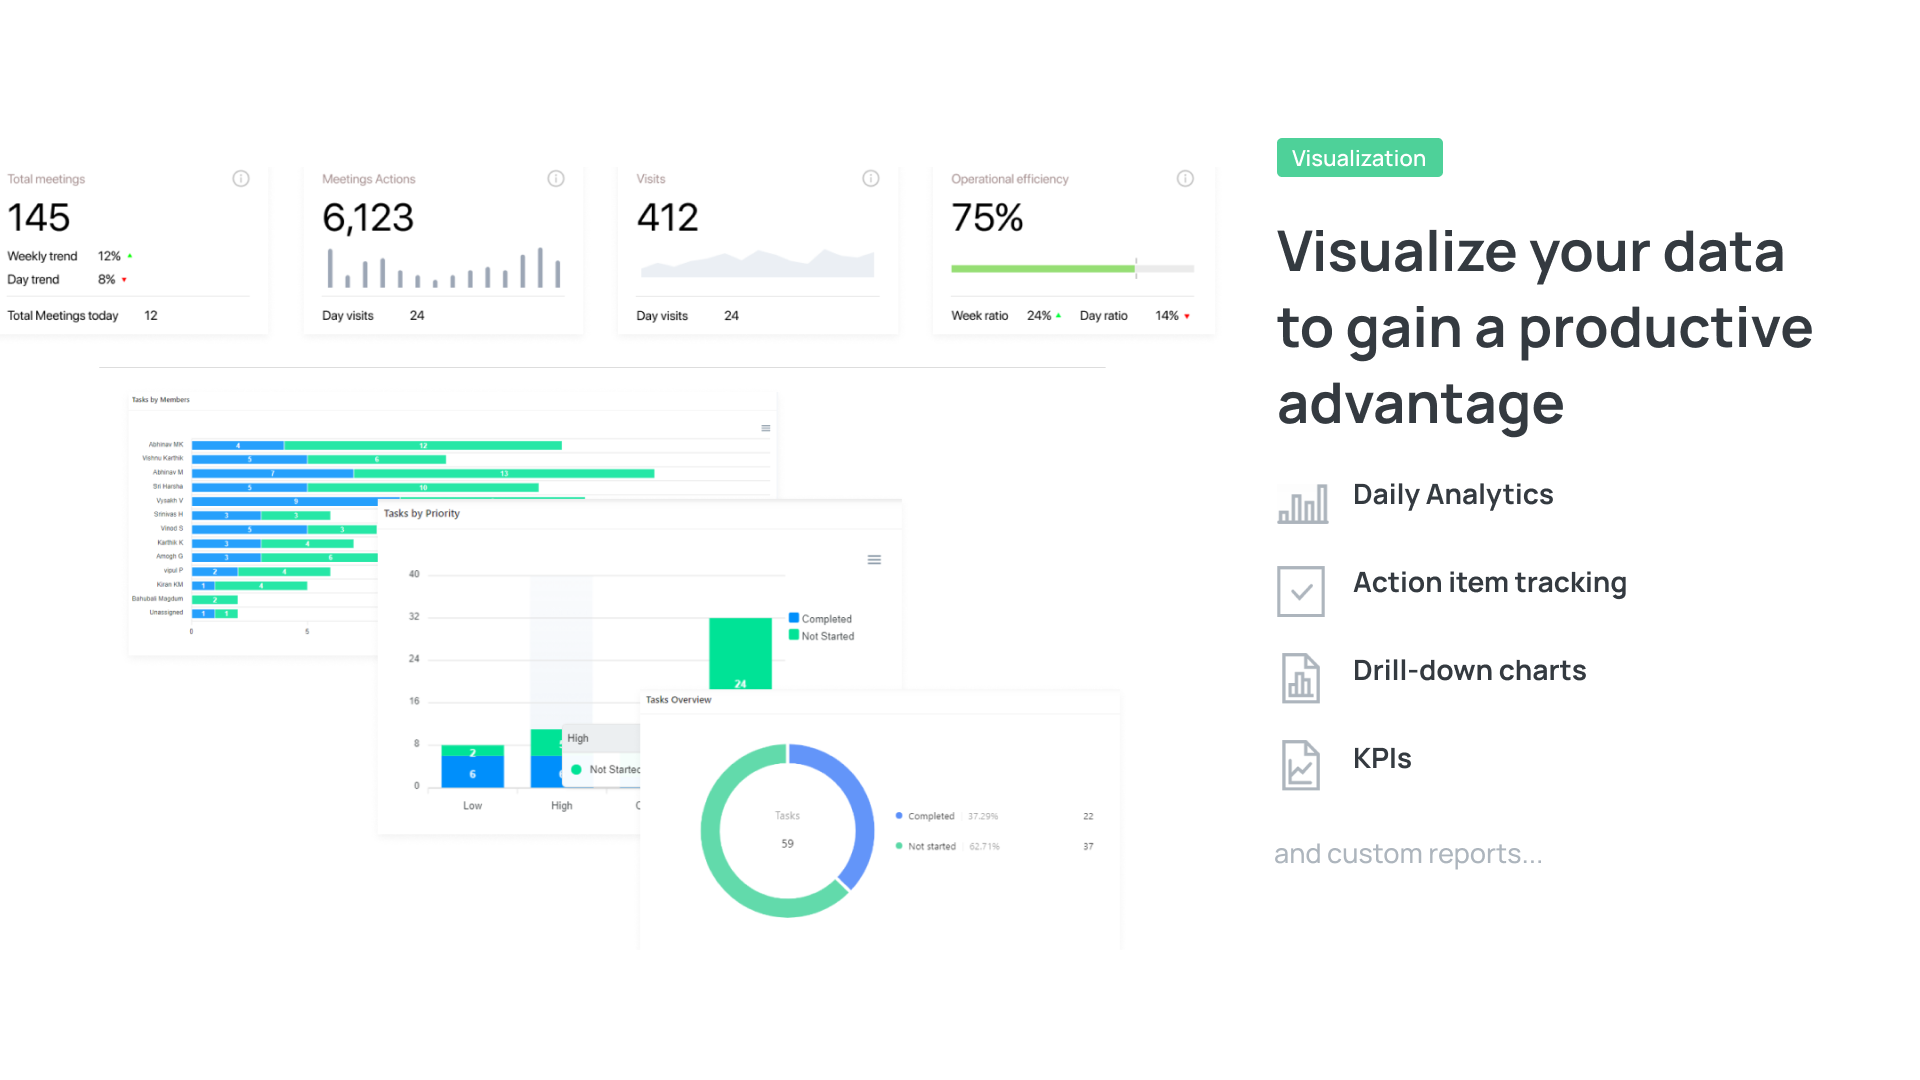 Total meetings
145
Weekly trend 12%
Day trend 8%
Total Meetings today 12
Meetings Actions
6,123
Day visits 24
Visits
412
Day visits 24
Operational efficiency
75%
Week ratio 24% Day ratio 14%
Tasks by Members
Abhinav MK 4 12
Vishnu Karthik 5 6
Abhinav M 7 13
Sri Harsha 5 10
Vysakh V 9
Srinivas H 3 3
Vinod S 5 3
Karthik K 3 4
Amogh G 3 6
vipul P 2 4
Kiran KM 1 4
Bahubali Magdum 2
Unassigned 1 1
0 5
Tasks by Priority
40
32
24
16
8
0
Completed
Not Started
24
2
6
High
Not Started
Low High
Tasks Overview
Tasks
59
Completed 37.29% 22
Not started 62.71% 37
Visualization
Visualize your data
to gain a productive
advantage
Daily Analytics
Action item tracking
Drill-down charts
KPIs
and custom reports...